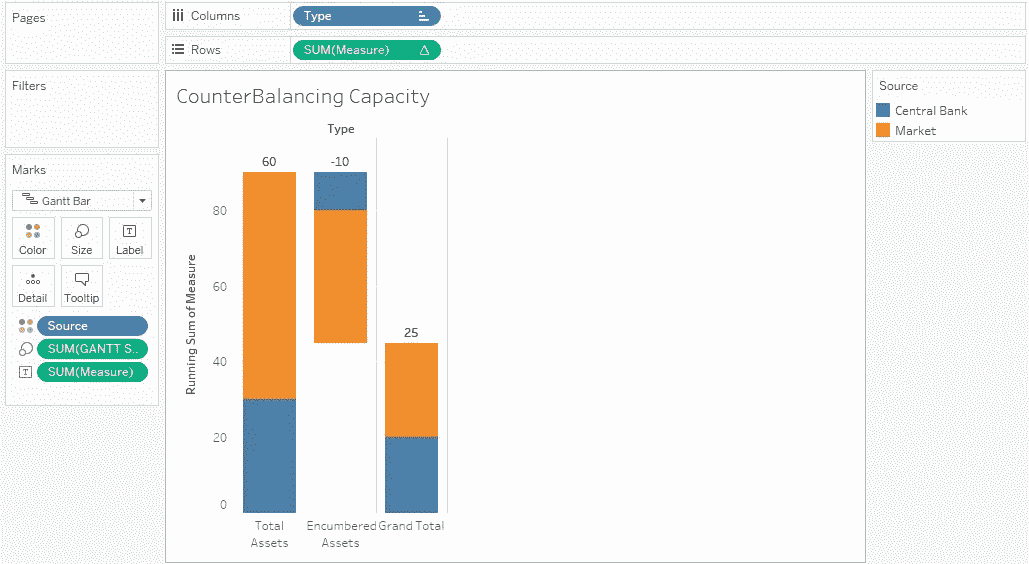 Pages
Columns
Type
Rows
SUM(Measure)
Filters
Marks
Gantt Bar
Color
Size
Label
Detail
Tooltip
Source
SUM(GANTT S..
SUM(Measure)
CounterBalancing Capacity
Type
60
-10
25
Running Sum of Measure
80
60
40
20
0
Total
Assets
Encumbered
Assets
Grand Total
Source
Central Bank
Market